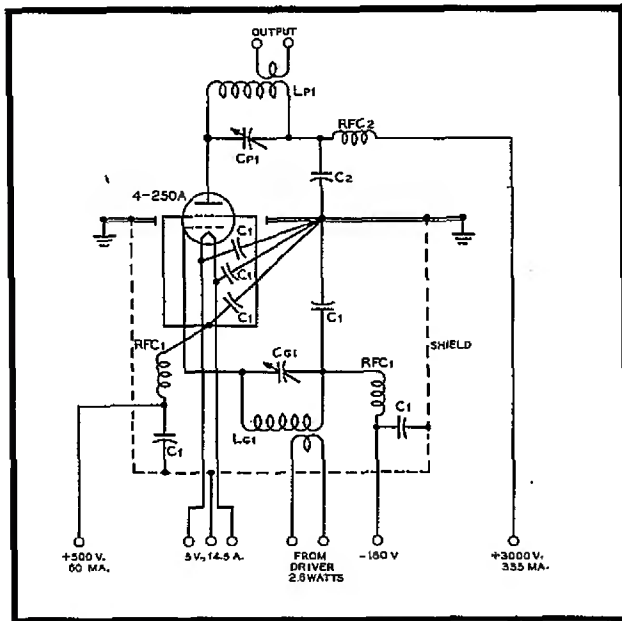 OUTPUT
LP1
RFC2
CP1
C2
4-250A
C1
C1
C1
C1
RFC1
CG1
RFC1
SHIELD
C1
LG1
C1
+500 V.
60 MA.
5 V., 14.5 A.
FROM
DRIVER
2.6 WATTS
-180 V
+3000 V.
335 MA.